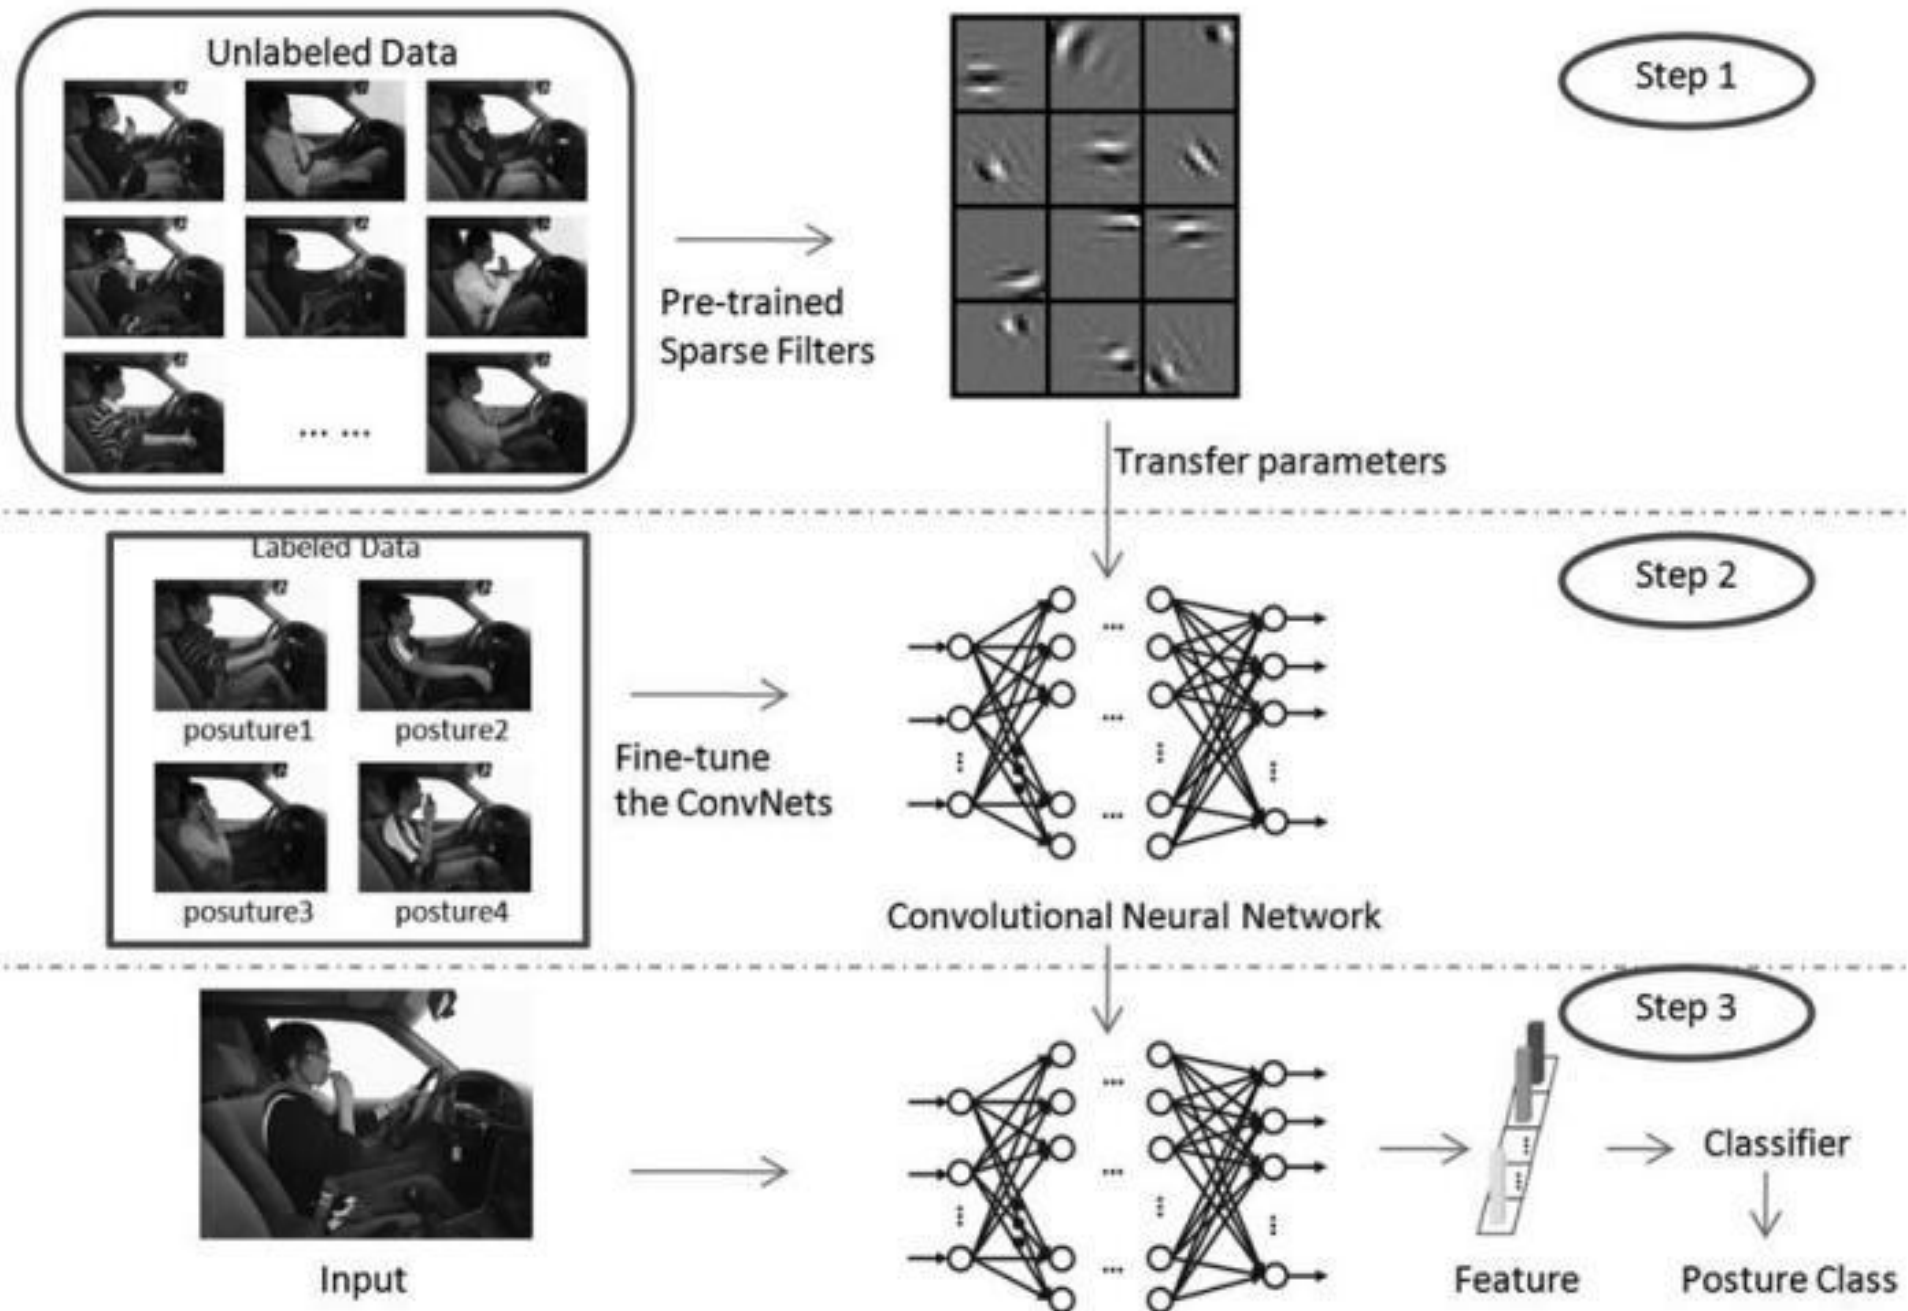 Unlabeled Data
... ...
Pre-trained
Sparse Filters
Step 1
Transfer parameters
Labeled Data
posuture1
posture2
posuture3
posture4
Fine-tune
the ConvNets
Step 2
...
...
...
...
...
...
Convolutional Neural Network
Step 3
Input
...
...
...
...
...
...
...
...
Feature
Classifier
Posture Class